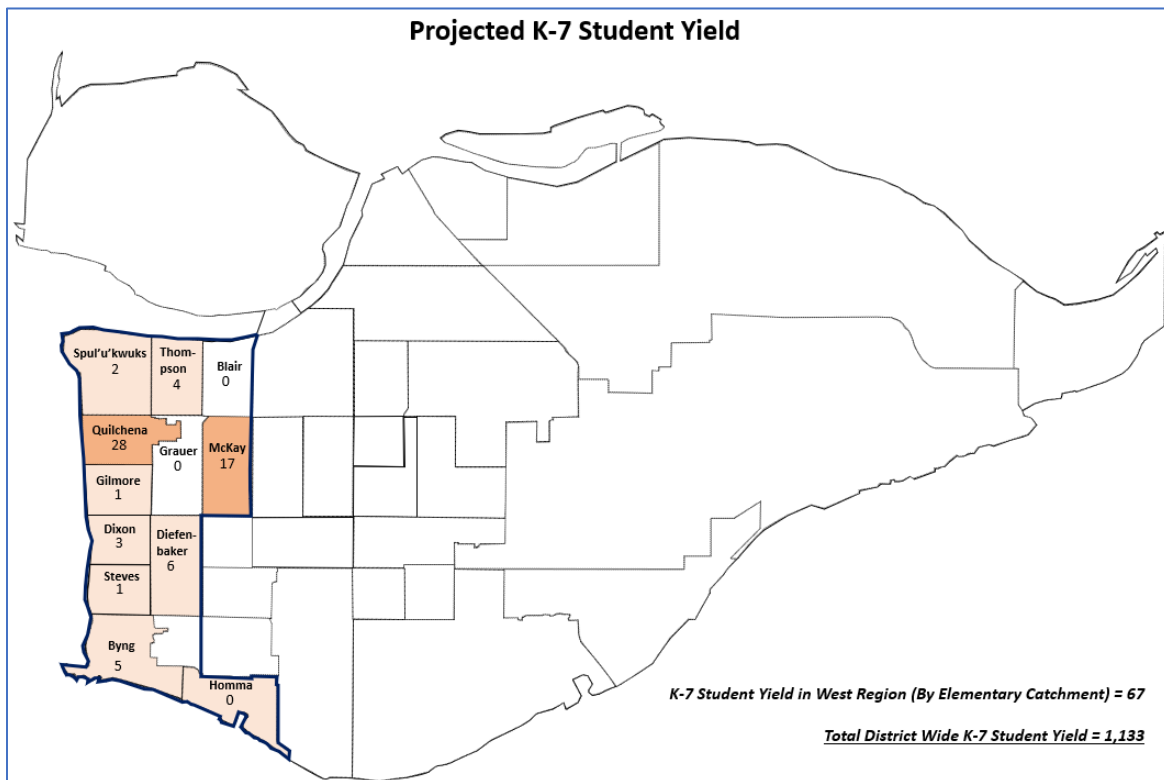 Projected K-7 Student Yield
Spul'u'kwuks
2
Thom-
pson
4
Blair
0
Quilchena
28
Grauer
0
McKay
17
Gilmore
1
Dixon
3
Diefen-
baker
6
Steves
1
Byng
5
Homma
0
K-7 Student Yield in West Region (By Elementary Catchment) = 67
Total District Wide K-7 Student Yield = 1,133